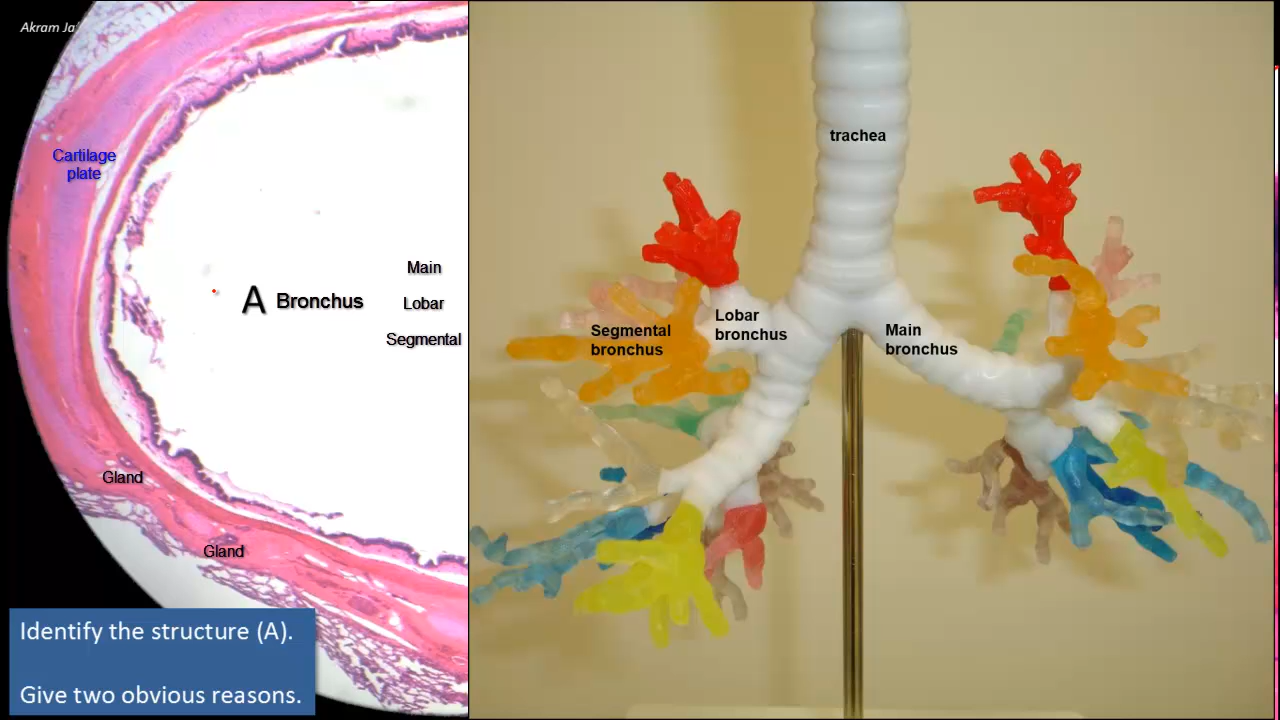 Akram Ja'
Cartilage
plate
A Bronchus
Main
Lobar
Segmental
Gland
Gland
Identify the structure (A).
Give two obvious reasons.
trachea
Lobar
bronchus
Segmental
bronchus
Main
bronchus